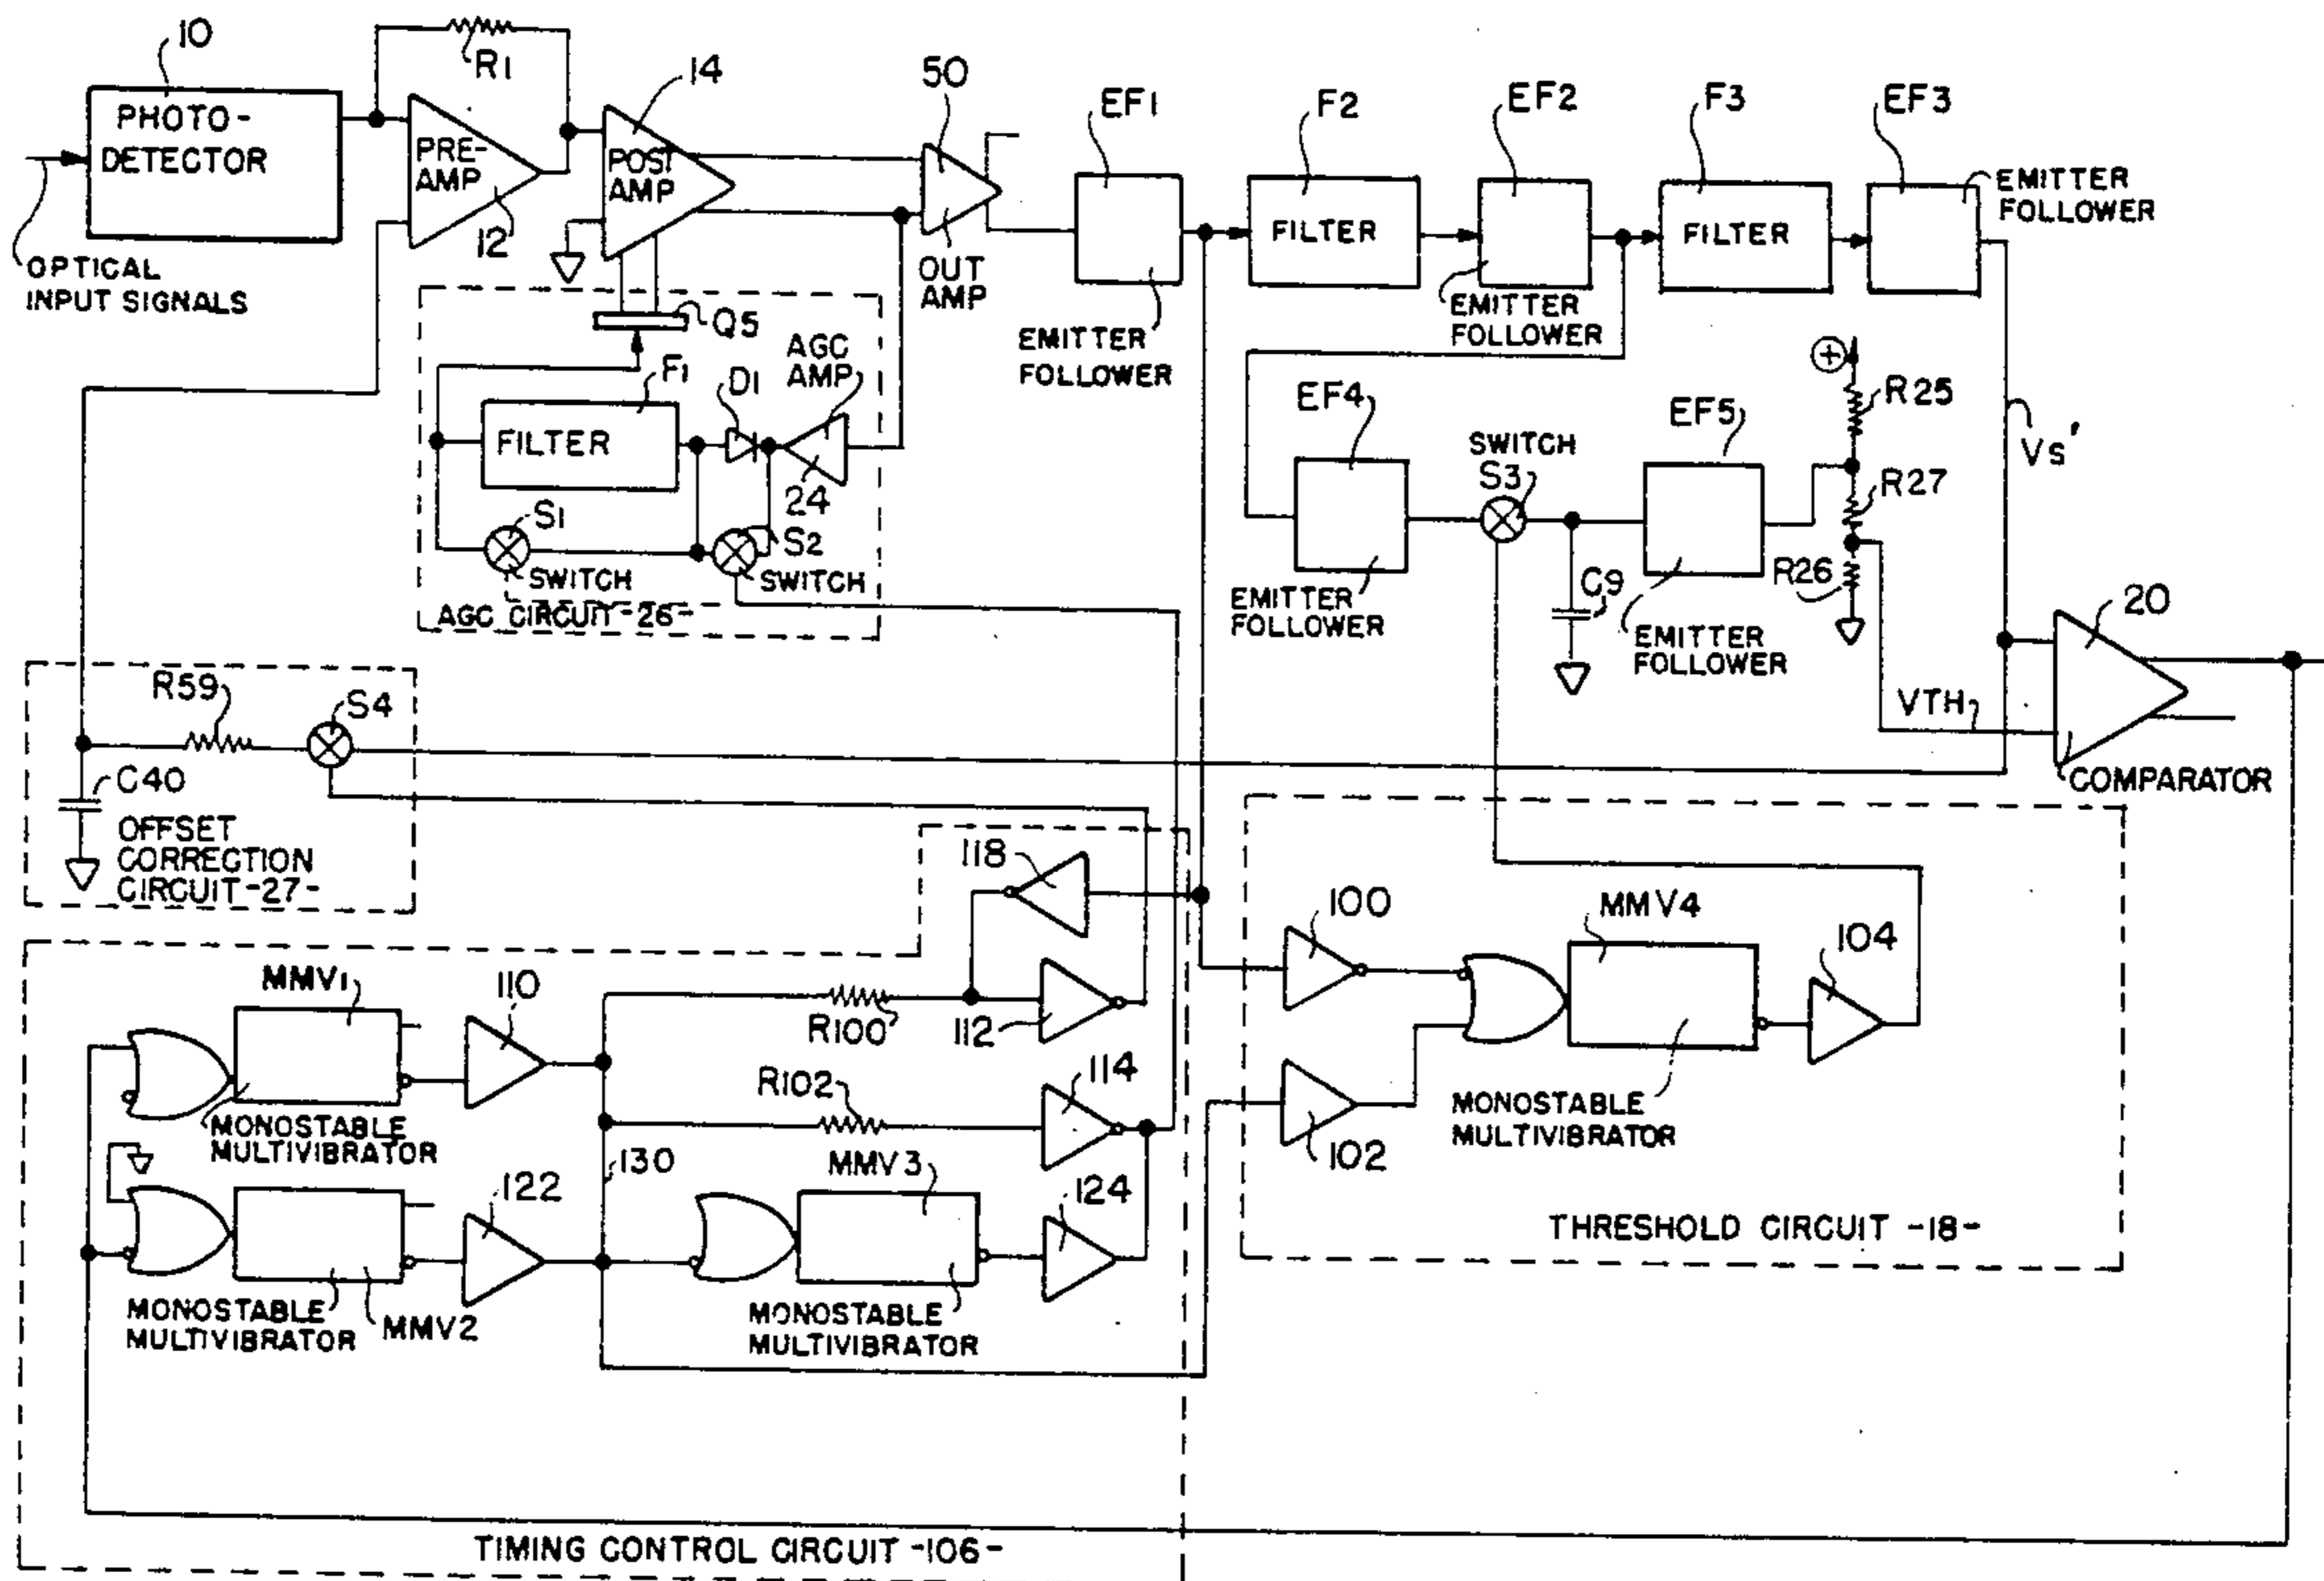 10
R1
PHOTO-
DETECTOR
OPTICAL
INPUT SIGNALS
PRE-
AMP
12
14
POST
AMP
50
OUT
AMP
EF1
EMITTER
FOLLOWER
F2
FILTER
EF2
EMITTER
FOLLOWER
F3
FILTER
EF3
EMITTER
FOLLOWER
Q5
AGC
AMP
F1
D1
FILTER
24
S1
SWITCH
S2
SWITCH
AGC CIRCUIT -26-
EF4
EMITTER
FOLLOWER
SWITCH
S3
C9
EF5
EMITTER
FOLLOWER
+
R25
R27
R26
Vs'
VTH
20
COMPARATOR
R59
S4
C40
OFFSET
CORRECTION
CIRCUIT -27-
118
100
MMV4
104
MONOSTABLE
MULTIVIBRATOR
102
THRESHOLD CIRCUIT -18-
MMV1
110
R100
112
MONOSTABLE
MULTIVIBRATOR
R102
114
130
MMV3
122
124
MONOSTABLE
MULTIVIBRATOR
MMV2
MONOSTABLE
MULTIVIBRATOR
TIMING CONTROL CIRCUIT -106-